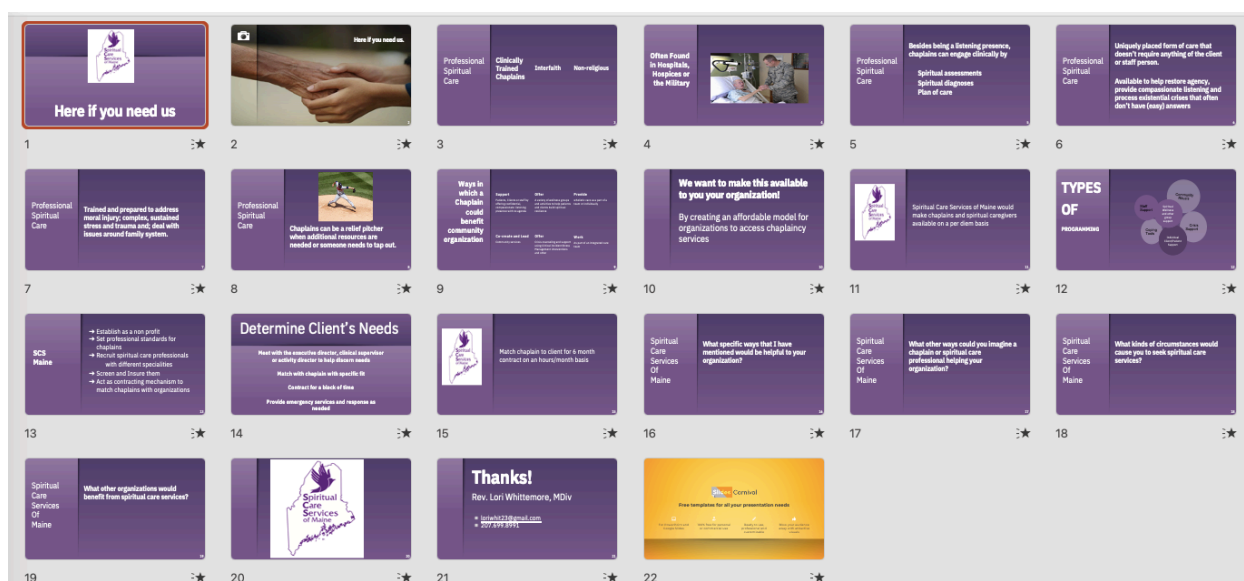 Spiritual
Care
Services
of Maine
Here if you need us
1
Here if you need us.
2
Professional
Spiritual
Care
Clinically
Trained
Chaplains
Interfaith
Non-religious
3
Often Found
in Hospitals,
Hospices or
the Military
4
Professional
Spiritual
Care
Besides being a listening presence,
chaplains can engage clinically by
Spiritual assessments
Spiritual diagnoses
Plan of care
5
Professional
Spiritual
Care
Uniquely placed form of care that
doesn't require anything of the client
or staff person.
Available to help restore agency,
provide compassionate listening and
process existential crises that often
don't have (easy) answers
6
Professional
Spiritual
Care
Trained and prepared to address
moral injury; complex, sustained
stress and trauma and; deal with
issues around family system.
7
Professional
Spiritual
Care
Chaplains can be a relief pitcher
when additional resources are
needed or someone needs to tap out.
8
Ways in
which a
Chaplain
could
benefit
community
organization
Support
Offer
Provide
Co-create and Lead
Offer
Work
9
We want to make this available
to you your organization!
By creating an affordable model for
organizations to access chaplaincy
services
10
Spiritual Care Services of Maine would
make chaplains and spiritual caregivers
available on a per diem basis
11
TYPES
OF
PROGRAMMING
12
SCS
Maine
→ Establish as a non profit
→ Set professional standards for
chaplains
→ Recruit spiritual care professionals
with different specialities
→ Screen and Insure them
→ Act as contracting mechanism to
match chaplains with organizations
13
Determine Client's Needs
Meet with the executive director, clinical supervisor
or activity director to help discern needs
Match with chaplain with specific fit
Contract for a block of time
Provide emergency services and response as
needed
14
Match chaplain to client for 6 month
contract on an hours/month basis
15
Spiritual
Care
Services
Of
Maine
What specific ways that I have
mentioned would be helpful to your
organization?
16
Spiritual
Care
Services
Of
Maine
What other ways could you imagine a
chaplain or spiritual care
professional helping your
organization?
17
Spiritual
Care
Services
Of
Maine
What kinds of circumstances would
cause you to seek spiritual care
services?
18
Spiritual
Care
Services
Of
Maine
What other organizations would
benefit from spiritual care services?
19
Spiritual
Care
Services
of Maine
20
Thanks!
Rev. Lori Whittemore, MDiv
loriwhit23@gmail.com
207.699.8991
21
SlidesCarnival
Free templates for all your presentation needs
22